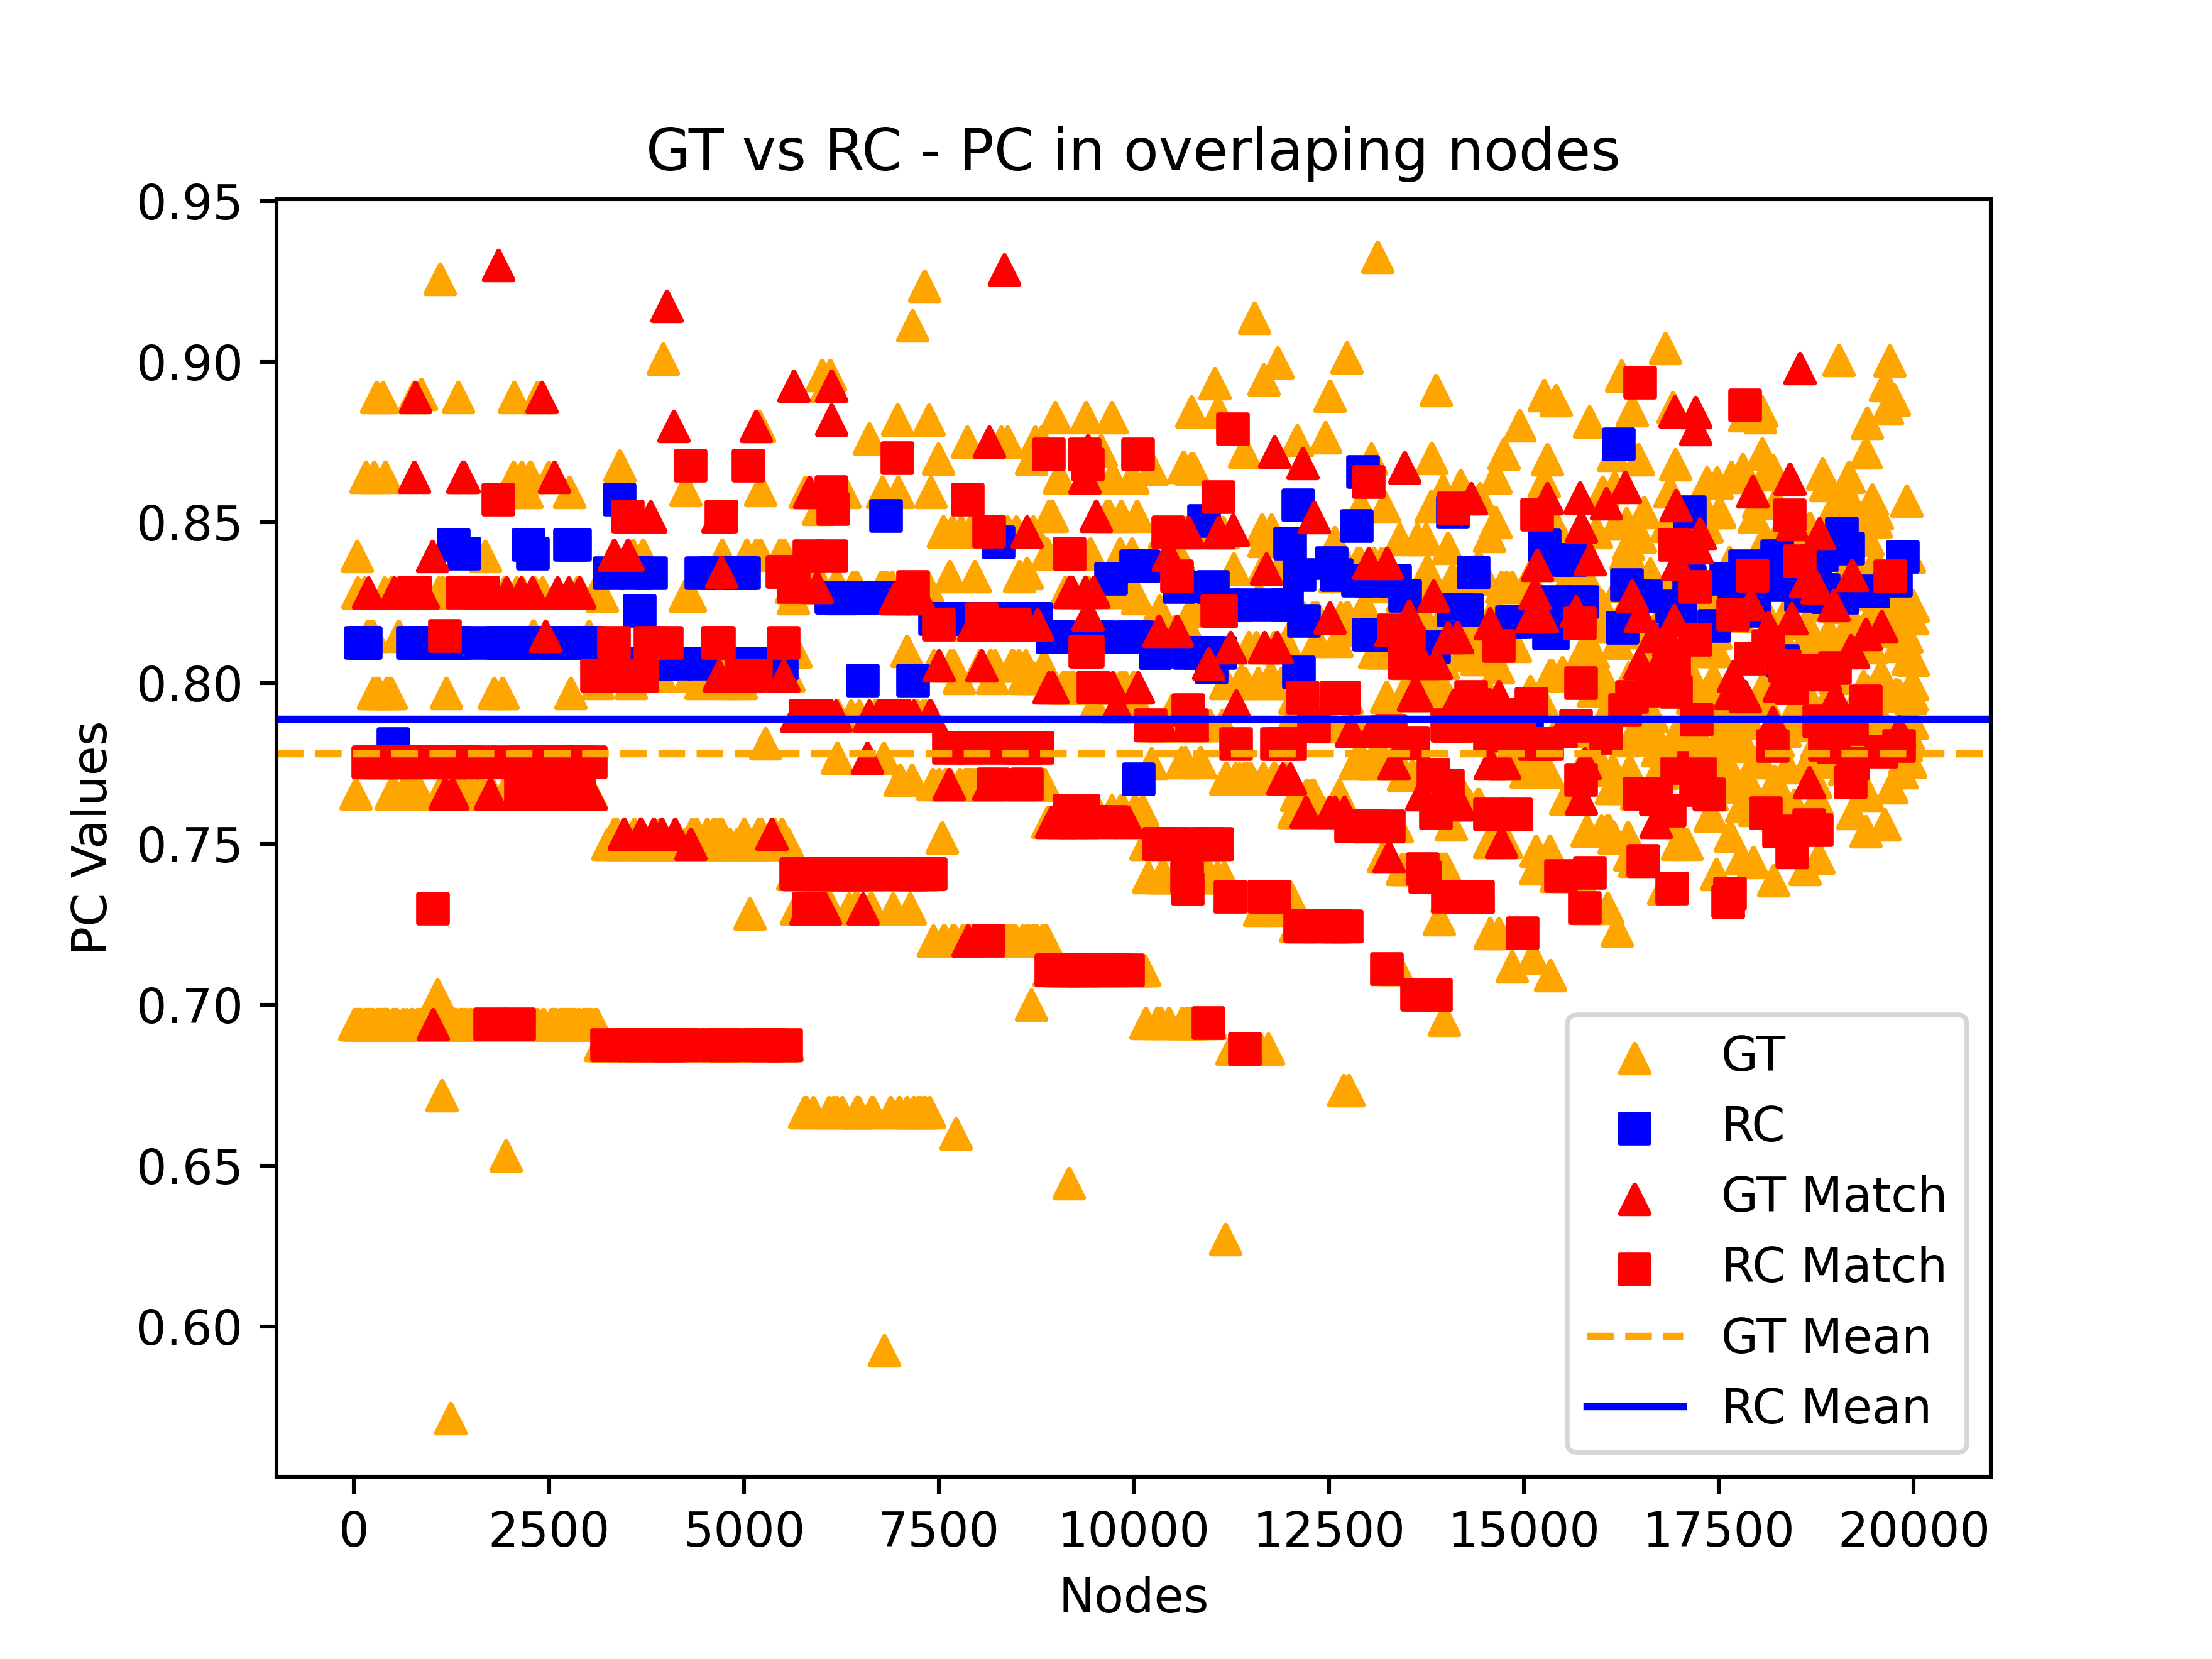 GT vs RC - PC in overlaping nodes
PC Values
0.95
0.90
0.85
0.80
0.75
0.70
0.65
0.60
GT
RC
GT Match
RC Match
GT Mean
RC Mean
0 2500 5000 7500 10000 12500 15000 17500 20000
Nodes